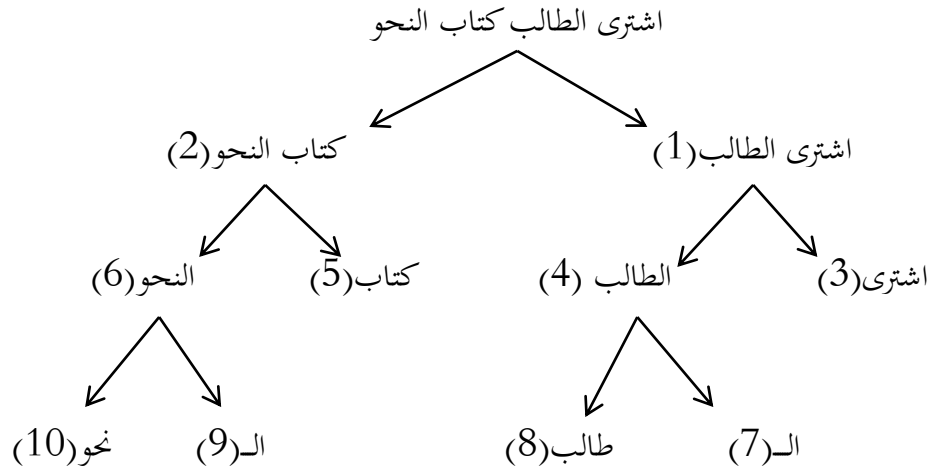 اشترى الطالب كتاب النحو
اشترى الطالب(1) كتاب النحو(2)
اشترى(3) الطالب (4) كتاب(5) النحو(6)
الـ(7) طالب(8) الـ(9) نحو(10)